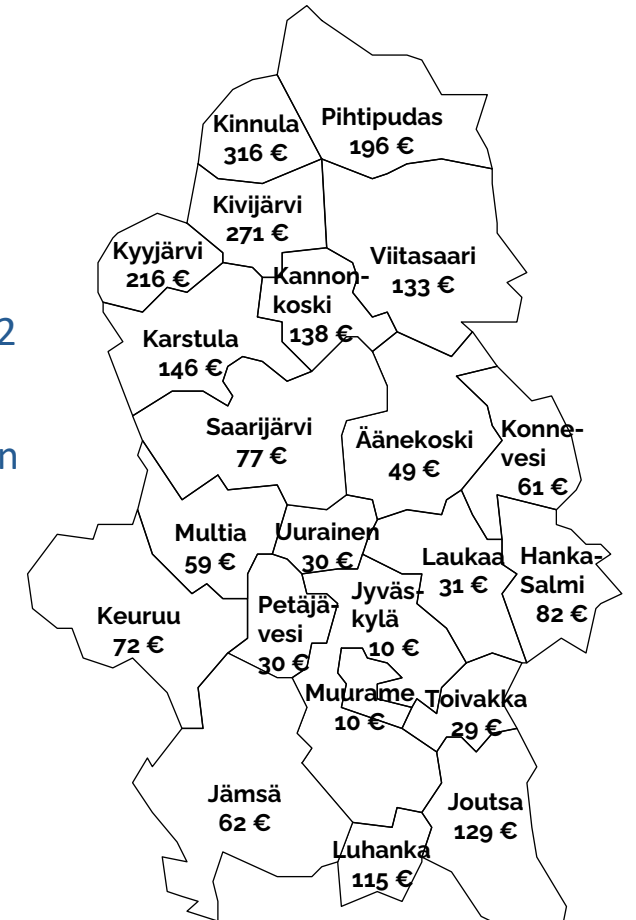 Pihtipudas
196 €
Kinnula
316 €
Kivijärvi
271 €
Kyyjärvi
216 €
Viitasaari
133 €
Kannon-
koski
138 €
2
Karstula
146 €
Saarijärvi
77 €
Äänekoski
49 €
Konne-
vesi
61 €
n
Multia
59 €
Uurainen
30 €
Laukaa
31 €
Hanka-
Salmi
82 €
Keuruu
72 €
Petäjä-
vesi
30 €
Jyväs-
kylä
10 €
Muurame
10 €
Toivakka
29 €
Jämsä
62 €
Joutsa
129 €
Luhanka
115 €